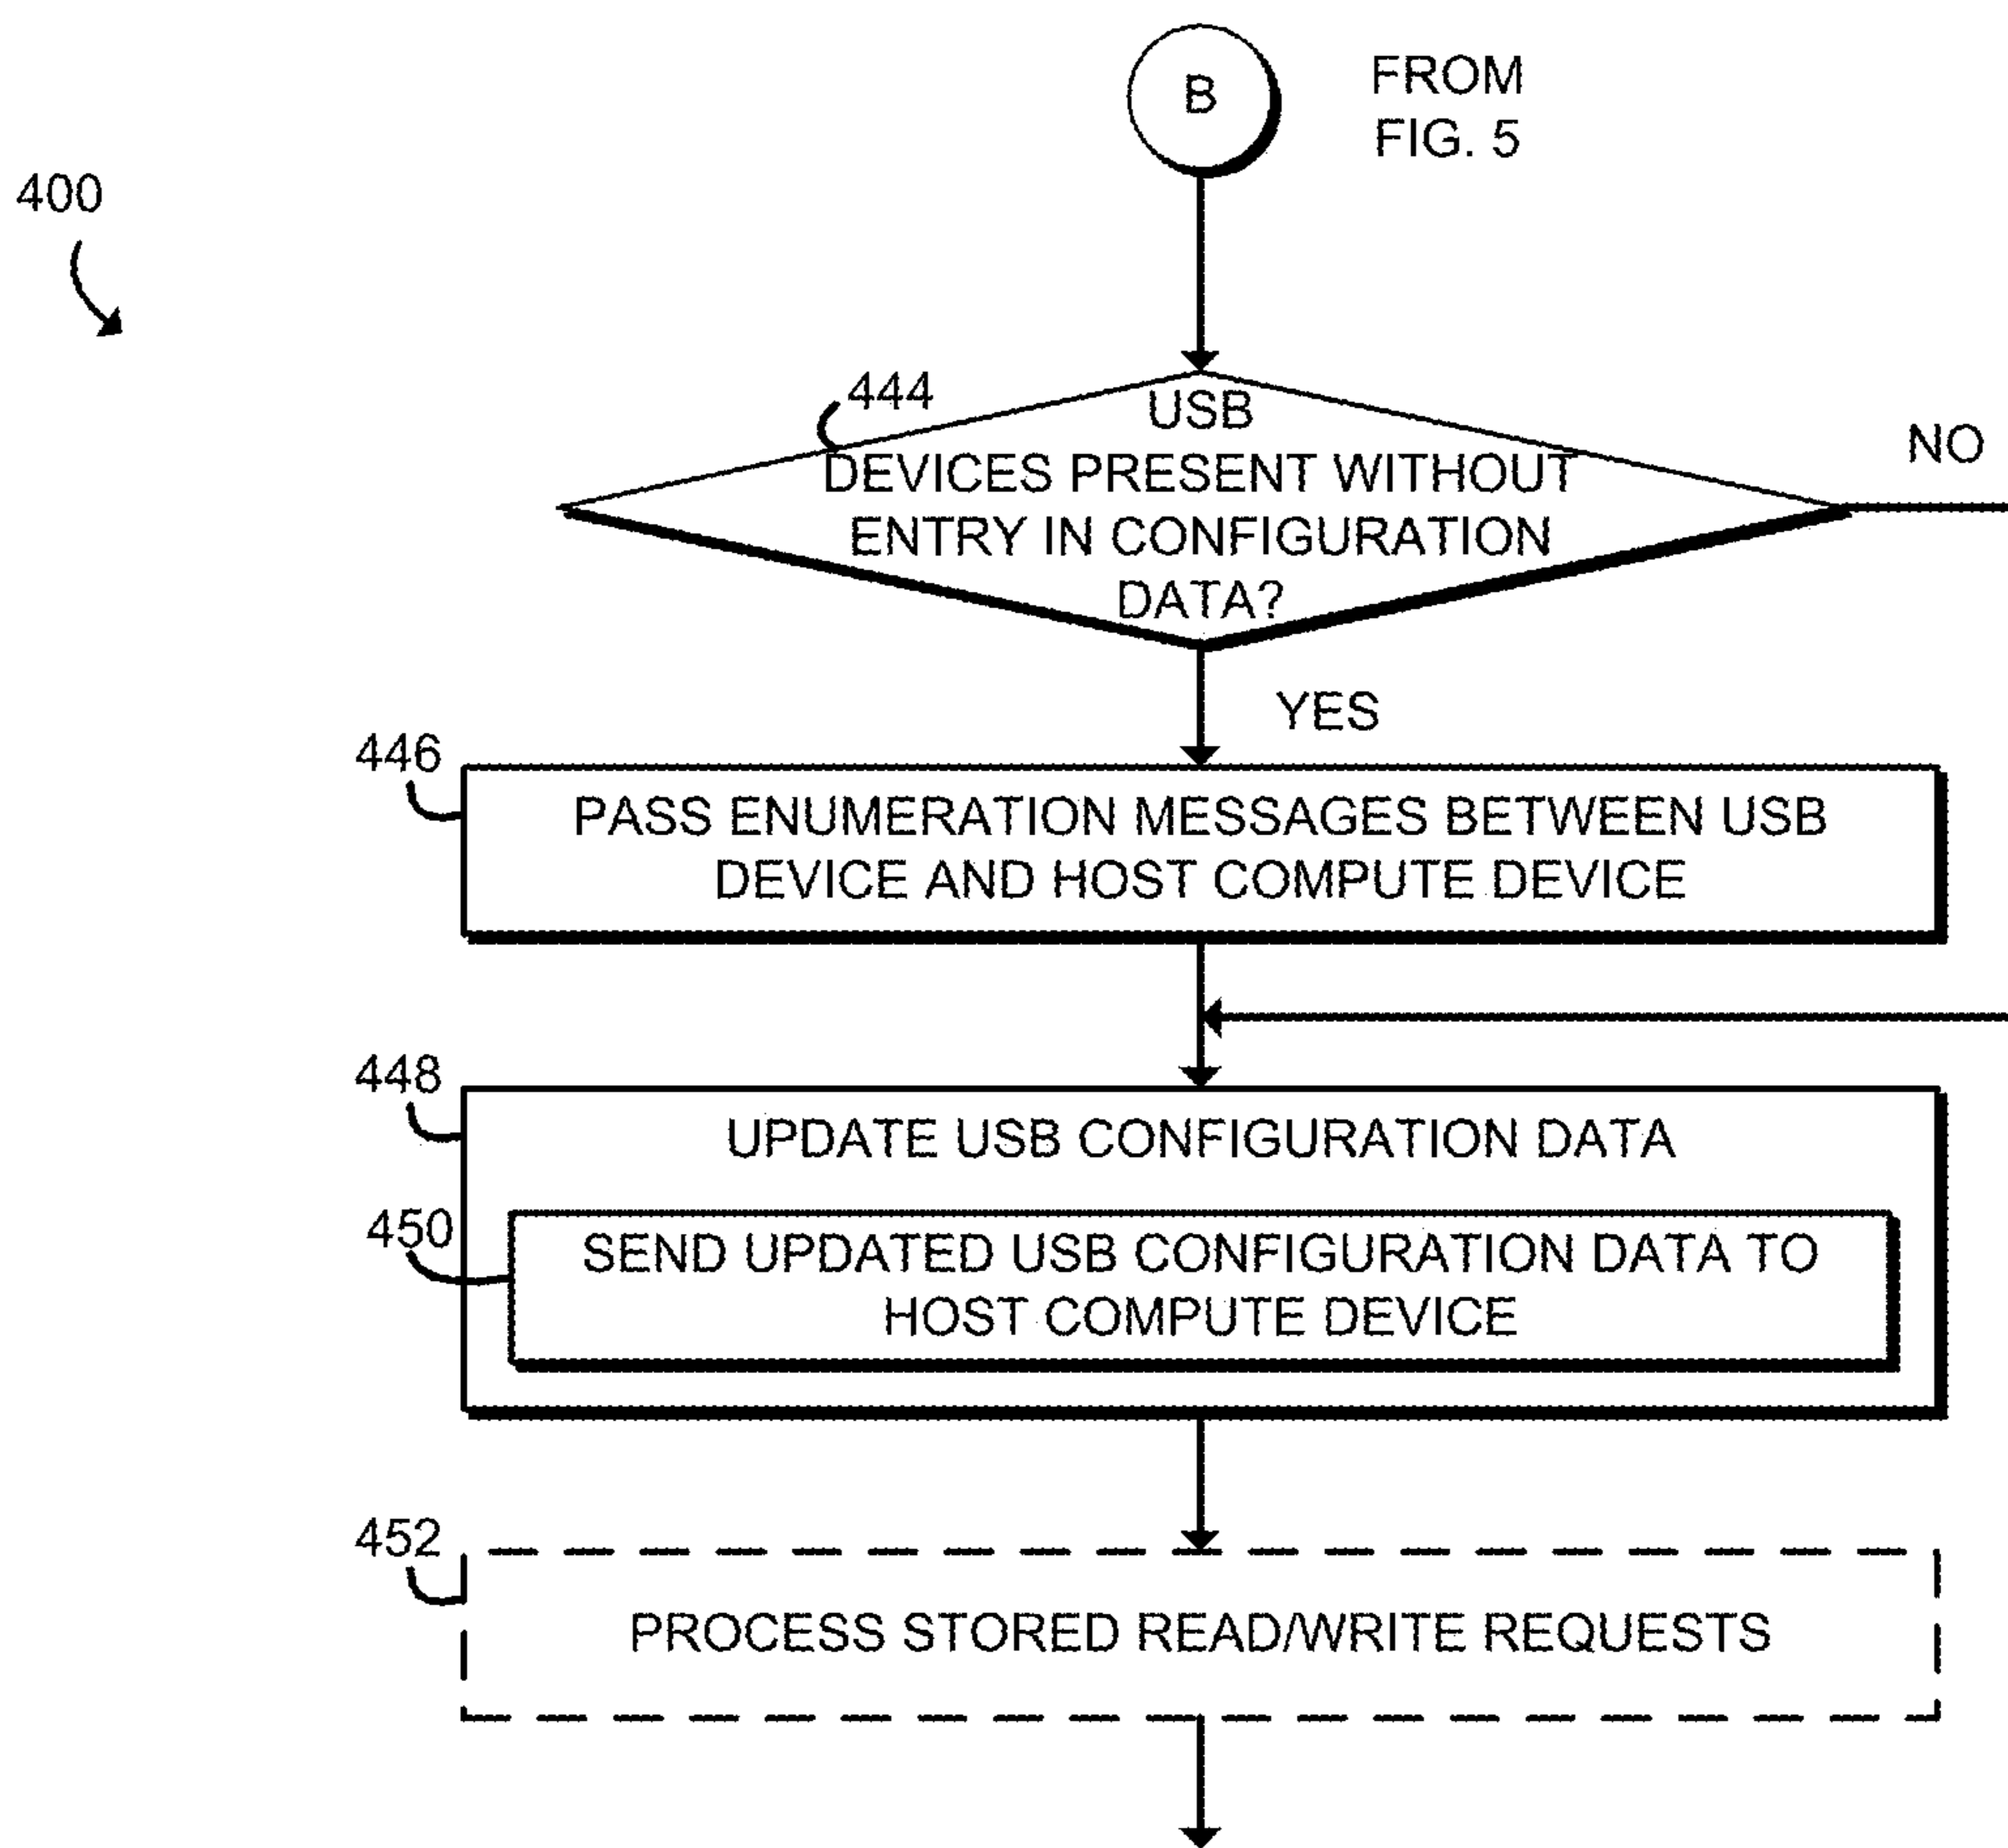 B
FROM
FIG. 5
400
444
USB
DEVICES PRESENT WITHOUT
ENTRY IN CONFIGURATION
DATA?
NO
YES
446
PASS ENUMERATION MESSAGES BETWEEN USB
DEVICE AND HOST COMPUTE DEVICE
448
UPDATE USB CONFIGURATION DATA
450
SEND UPDATED USB CONFIGURATION DATA TO
HOST COMPUTE DEVICE
452
PROCESS STORED READ/WRITE REQUESTS